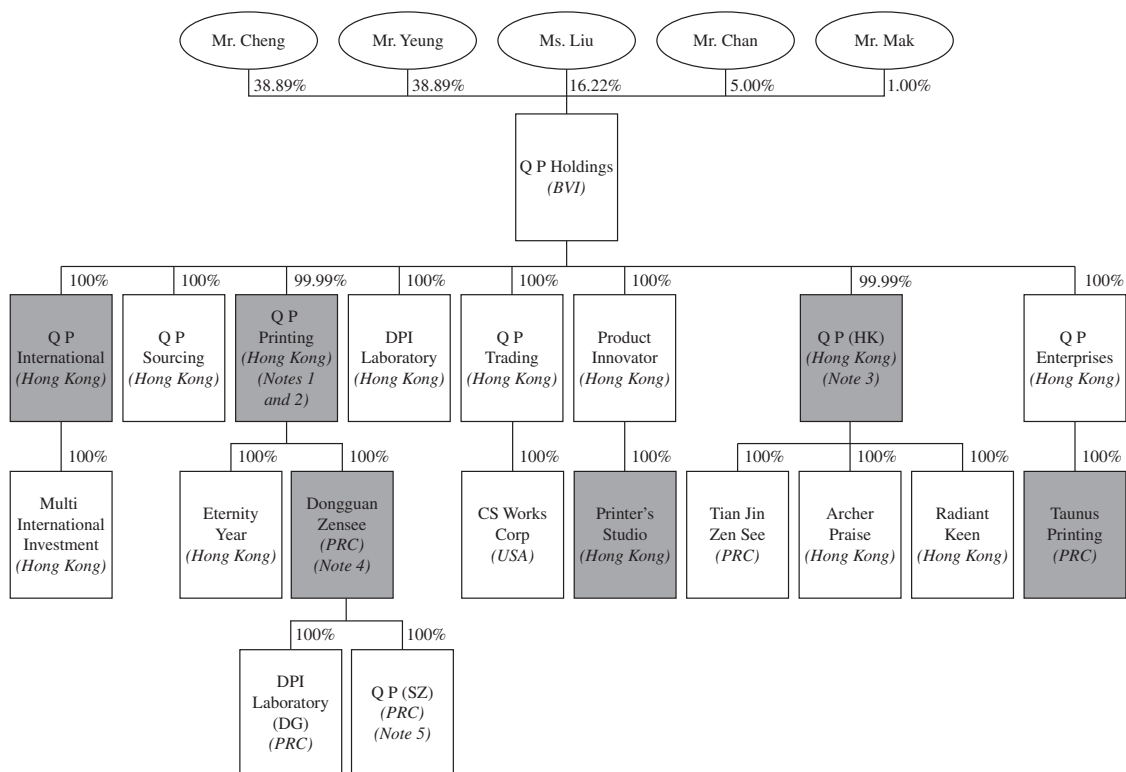 Mr. Cheng
Mr. Yeung
Ms. Liu
Mr. Chan
Mr. Mak
38.89%
38.89%
16.22%
5.00%
1.00%
Q P Holdings
(BVI)
100%
100%
99.99%
100%
100%
100%
99.99%
100%
Q P
International
(Hong Kong)
Q P
Sourcing
(Hong Kong)
Q P
Printing
(Hong Kong)
(Notes 1
and 2)
DPI
Laboratory
(Hong Kong)
Q P
Trading
(Hong Kong)
Product
Innovator
(Hong Kong)
Q P (HK)
(Hong Kong)
(Note 3)
Q P
Enterprises
(Hong Kong)
100%
100%
100%
100%
100%
100%
100%
100%
100%
Multi
International
Investment
(Hong Kong)
Eternity
Year
(Hong Kong)
Dongguan
Zensee
(PRC)
(Note 4)
CS Works
Corp
(USA)
Printer's
Studio
(Hong Kong)
Tian Jin
Zen See
(PRC)
Archer
Praise
(Hong Kong)
Radiant
Keen
(Hong Kong)
Taunus
Printing
(PRC)
100%
100%
DPI
Laboratory
(DG)
(PRC)
Q P (SZ)
(PRC)
(Note 5)